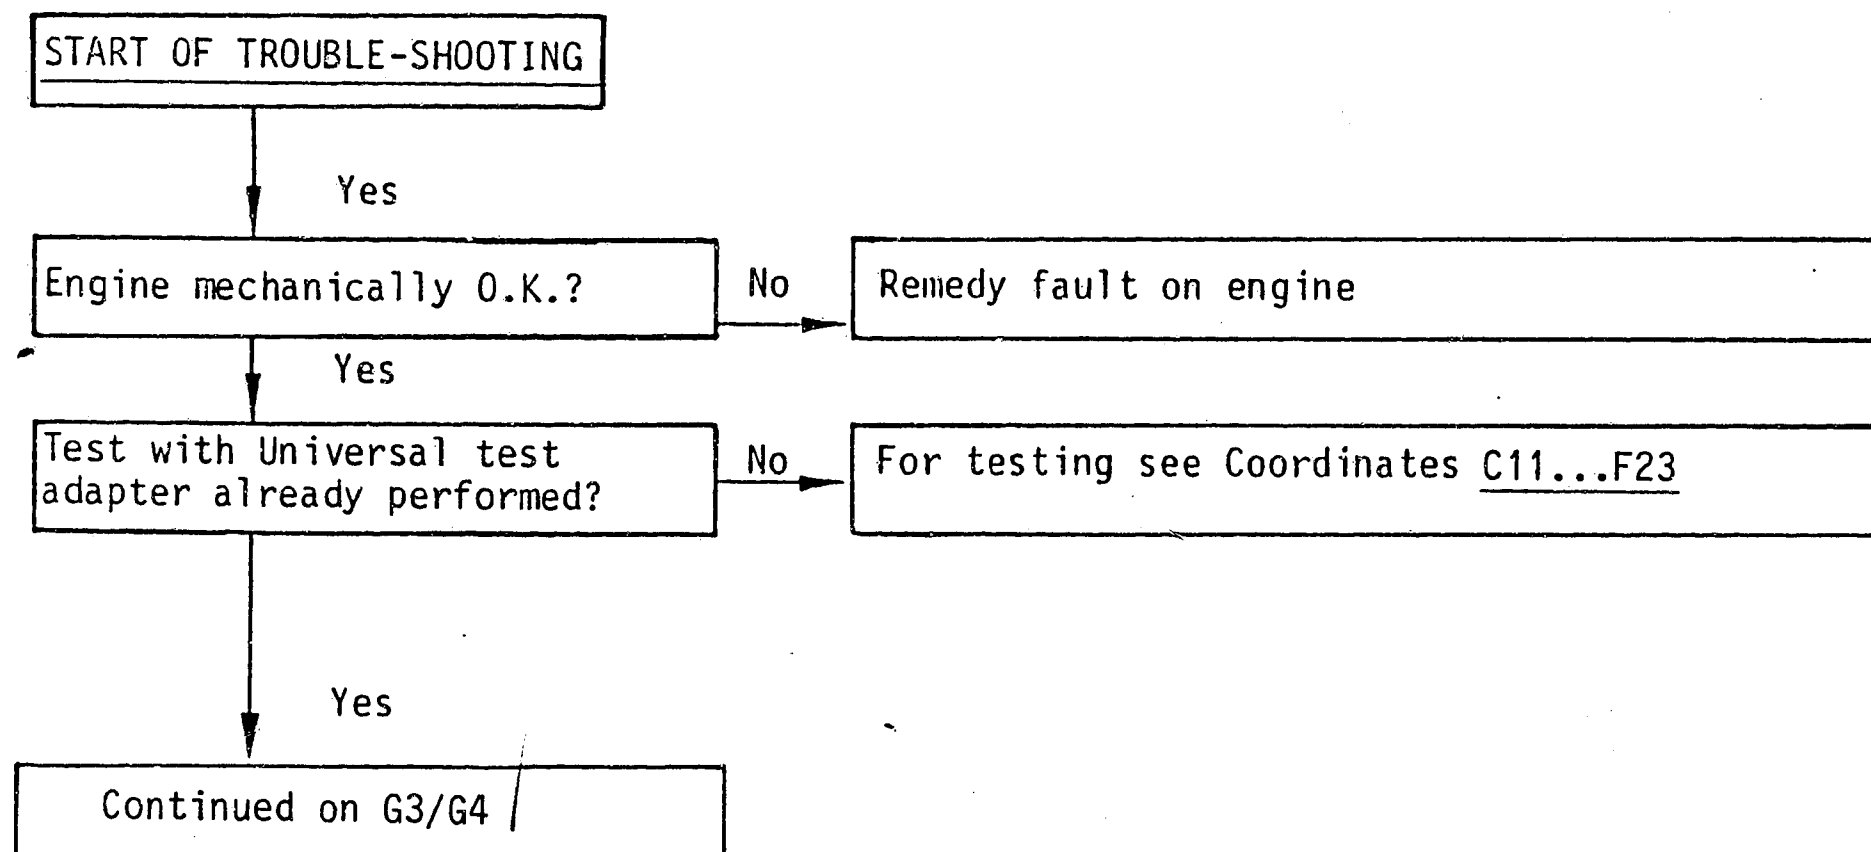 START OF TROUBLE-SHOOTING
Yes
Engine mechanically O.K.?
No
Remedy fault on engine
Yes
Test with Universal test
adapter already performed?
No
For testing see Coordinates C11...F23
Yes
Continued on G3/G4